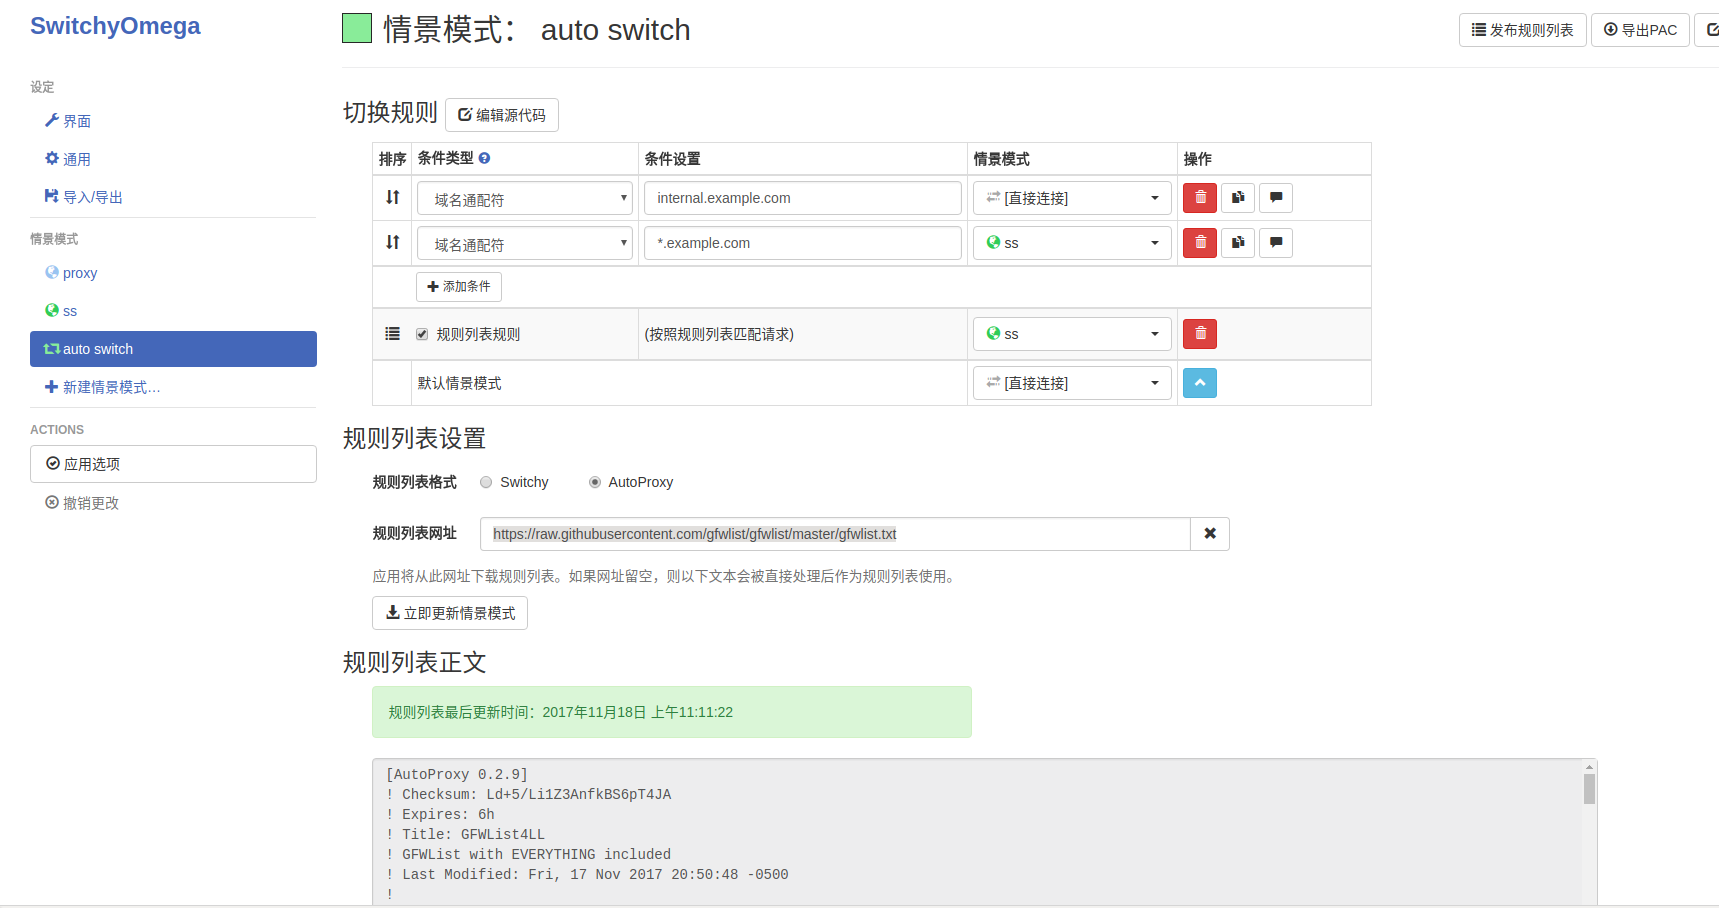 SwitchyOmega
设定
界面
通用
导入/导出
情景模式
proxy
ss
auto switch
新建情景模式…
ACTIONS
应用选项
撤销更改
情景模式： auto switch
发布规则列表 导出PAC
切换规则 编辑源代码
排序 条件类型 条件设置 情景模式 操作
域名通配符 internal.example.com [直接连接]
域名通配符 *.example.com ss
添加条件
规则列表规则 (按照规则列表匹配请求) ss
默认情景模式 [直接连接]
规则列表设置
规则列表格式 Switchy AutoProxy
规则列表网址 https://raw.githubusercontent.com/gfwlist/gfwlist/master/gfwlist.txt
应用将从此网址下载规则列表。如果网址留空，则以下文本会被直接处理后作为规则列表使用。
立即更新情景模式
规则列表正文
规则列表最后更新时间：2017年11月18日 上午11:11:22
[AutoProxy 0.2.9]
! Checksum: Ld+5/Li1Z3AnfkBS6pT4JA
! Expires: 6h
! Title: GFWList4LL
! GFWList with EVERYTHING included
! Last Modified: Fri, 17 Nov 2017 20:50:48 -0500
!